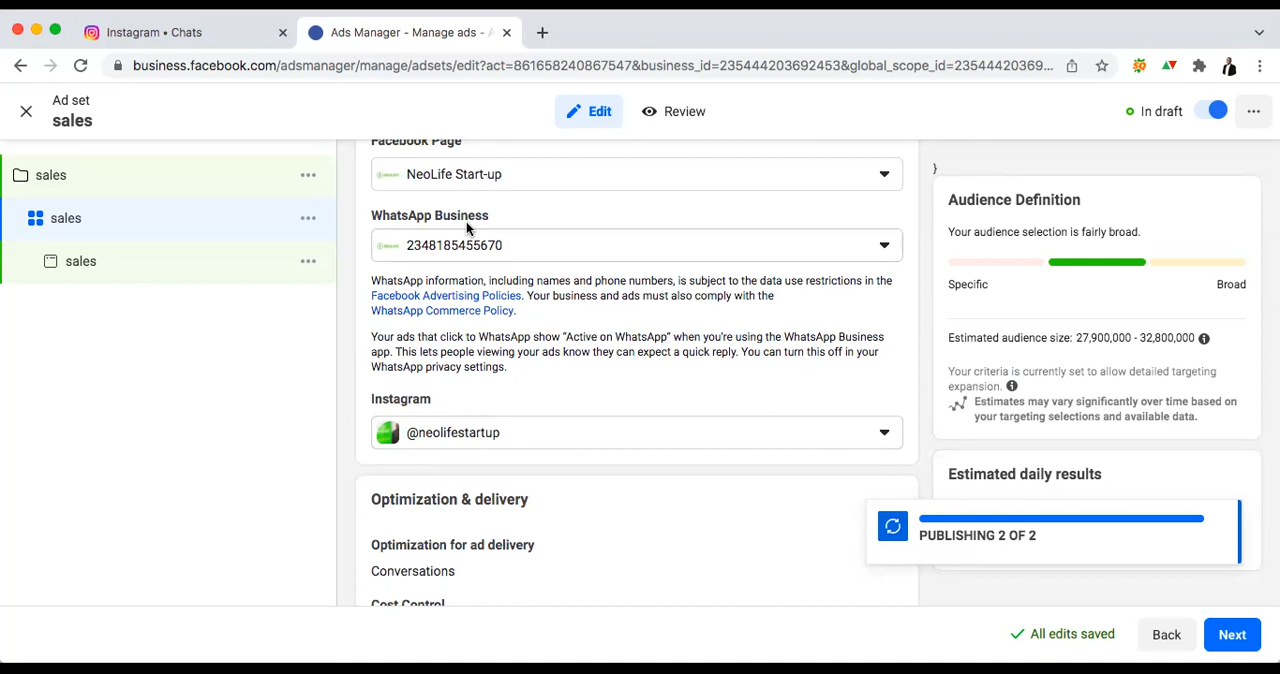 Instagram • Chats
Ads Manager - Manage ads -
business.facebook.com/adsmanager/manage/adsets/edit?act=861658240867547&business_id=235444203692453&global_scope_id=23544420369...
Ad set
sales
Edit
Review
In draft
sales
sales
sales
Facebook Page
NeoLife Start-up
WhatsApp Business
2348185455670
WhatsApp information, including names and phone numbers, is subject to the data use restrictions in the
Facebook Advertising Policies. Your business and ads must also comply with the
WhatsApp Commerce Policy.
Your ads that click to WhatsApp show “Active on WhatsApp” when you're using the WhatsApp Business
app. This lets people viewing your ads know they can expect a quick reply. You can turn this off in your
WhatsApp privacy settings.
Instagram
@neolifestartup
Optimization & delivery
Optimization for ad delivery
Conversations
Cost Control
}
Audience Definition
Your audience selection is fairly broad.
Specific
Broad
Estimated audience size: 27,900,000 - 32,800,000
Your criteria is currently set to allow detailed targeting
expansion.
Estimates may vary significantly over time based on
your targeting selections and available data.
Estimated daily results
PUBLISHING 2 OF 2
All edits saved
Back
Next